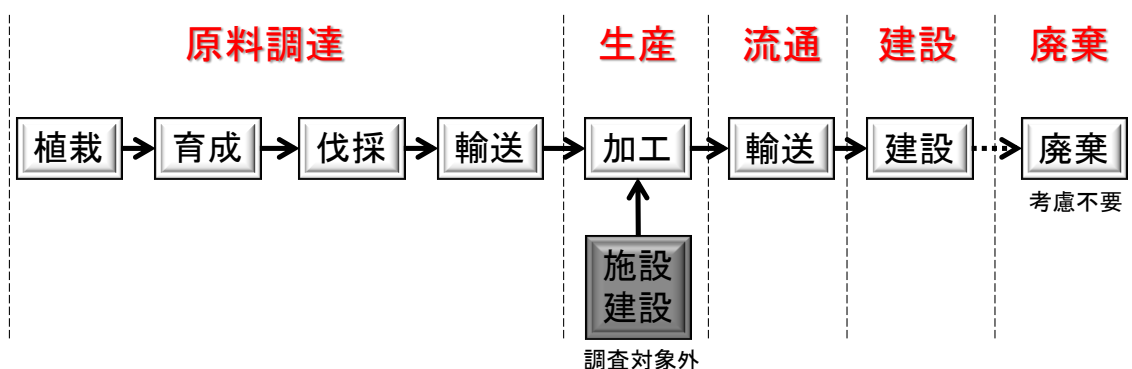 原料調達
生産
流通
建設
廃棄
植栽
育成
伐採
輸送
加工
輸送
建設
廃棄
考慮不要
施設
建設
調査対象外